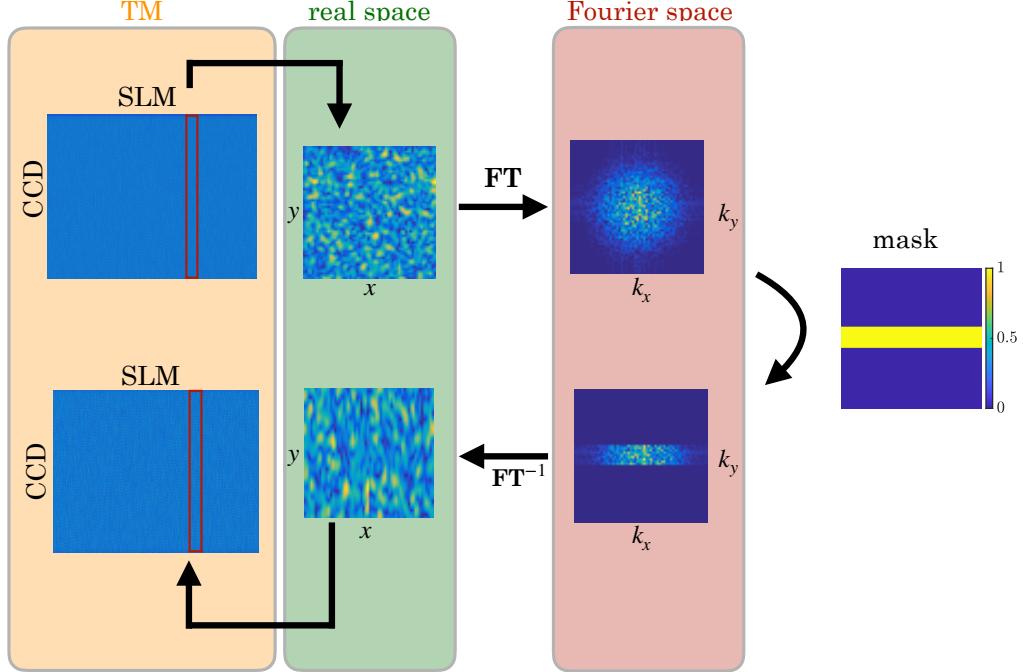 TM
real space
Fourier space
SLM
CCD
y
x
FT
k_y
k_x
mask
1
0.5
0
SLM
CCD
y
x
FT⁻¹
k_y
k_x